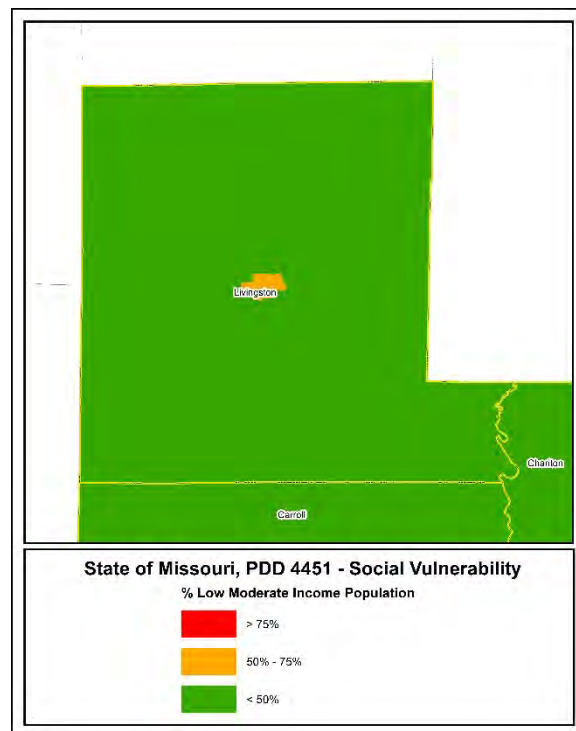 Livingston
Chariton
Carroll
State of Missouri, PDD 4451 - Social Vulnerability
% Low Moderate Income Population
> 75%
50% - 75%
< 50%